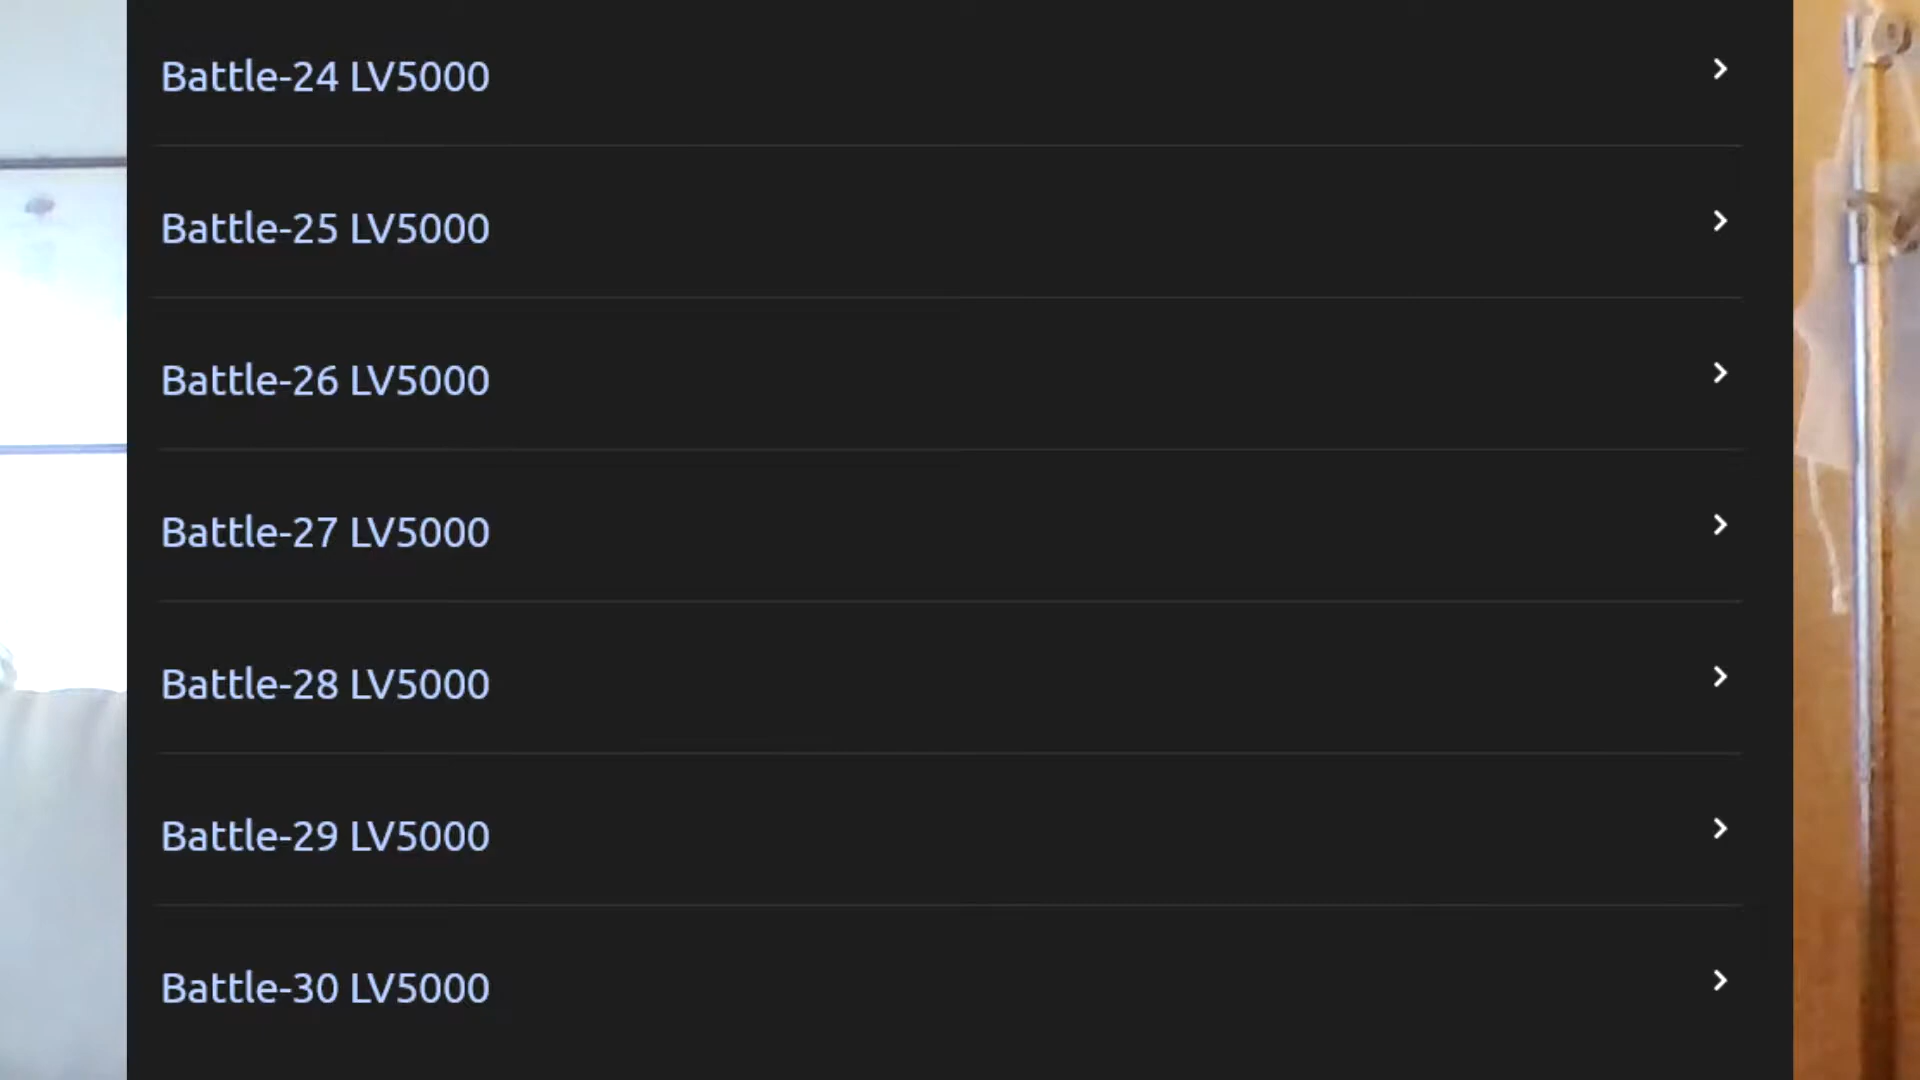 Battle-24 LV5000
Battle-25 LV5000
Battle-26 LV5000
Battle-27 LV5000
Battle-28 LV5000
Battle-29 LV5000
Battle-30 LV5000